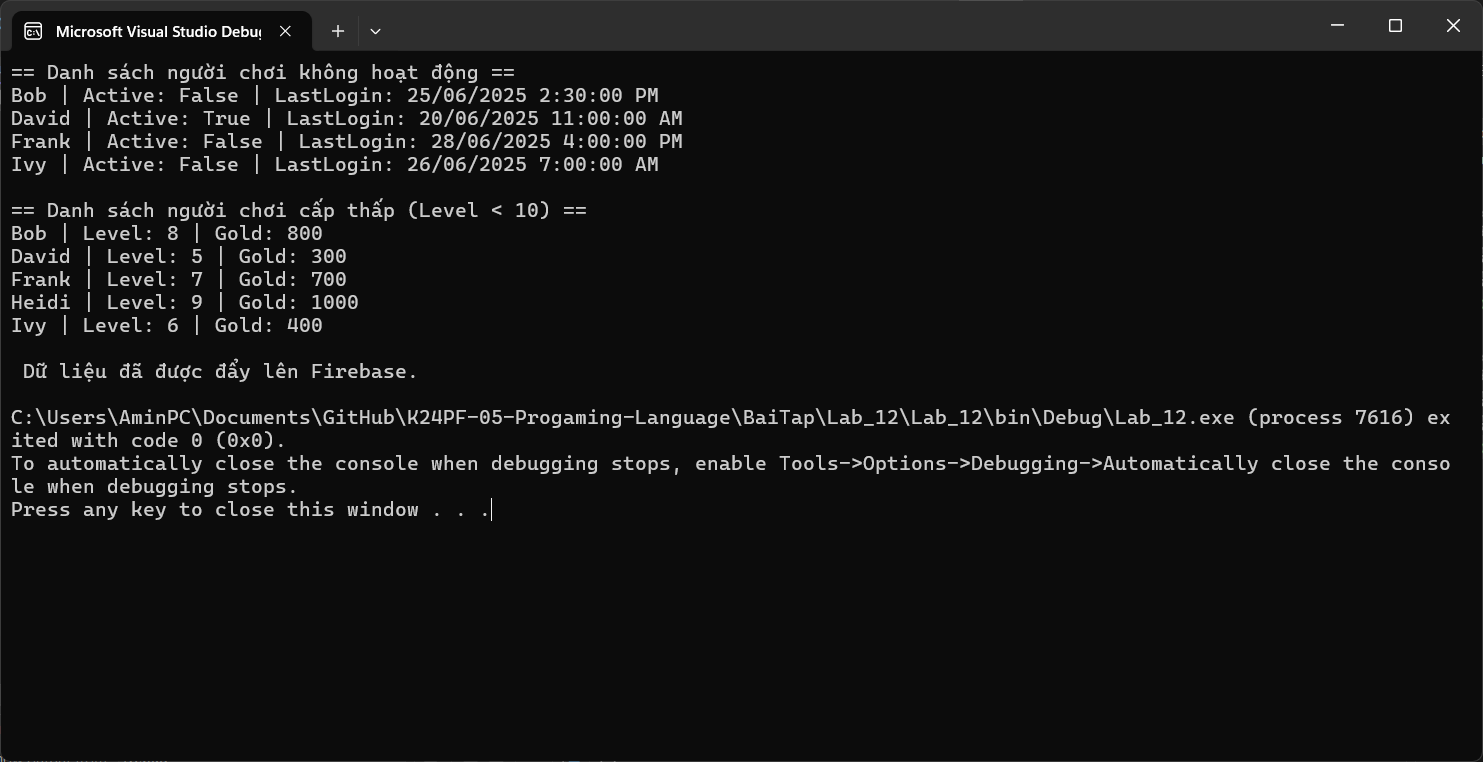 Microsoft Visual Studio Debu
== Danh sách người chơi không hoạt động ==
Bob | Active: False | LastLogin: 25/06/2025 2:30:00 PM
David | Active: True | LastLogin: 20/06/2025 11:00:00 AM
Frank | Active: False | LastLogin: 28/06/2025 4:00:00 PM
Ivy | Active: False | LastLogin: 26/06/2025 7:00:00 AM
== Danh sách người chơi cấp thấp (Level < 10) ==
Bob | Level: 8 | Gold: 800
David | Level: 5 | Gold: 300
Frank | Level: 7 | Gold: 700
Heidi | Level: 9 | Gold: 1000
Ivy | Level: 6 | Gold: 400
Dữ liệu đã được đẩy lên Firebase.
C:\Users\AminPC\Documents\GitHub\K24PF-05-Progaming-Language\BaiTap\Lab_12\Lab_12\bin\Debug\Lab_12.exe (process 7616) ex
ited with code 0 (0x0).
To automatically close the console when debugging stops, enable Tools->Options->Debugging->Automatically close the conso
le when debugging stops.
Press any key to close this window . . .